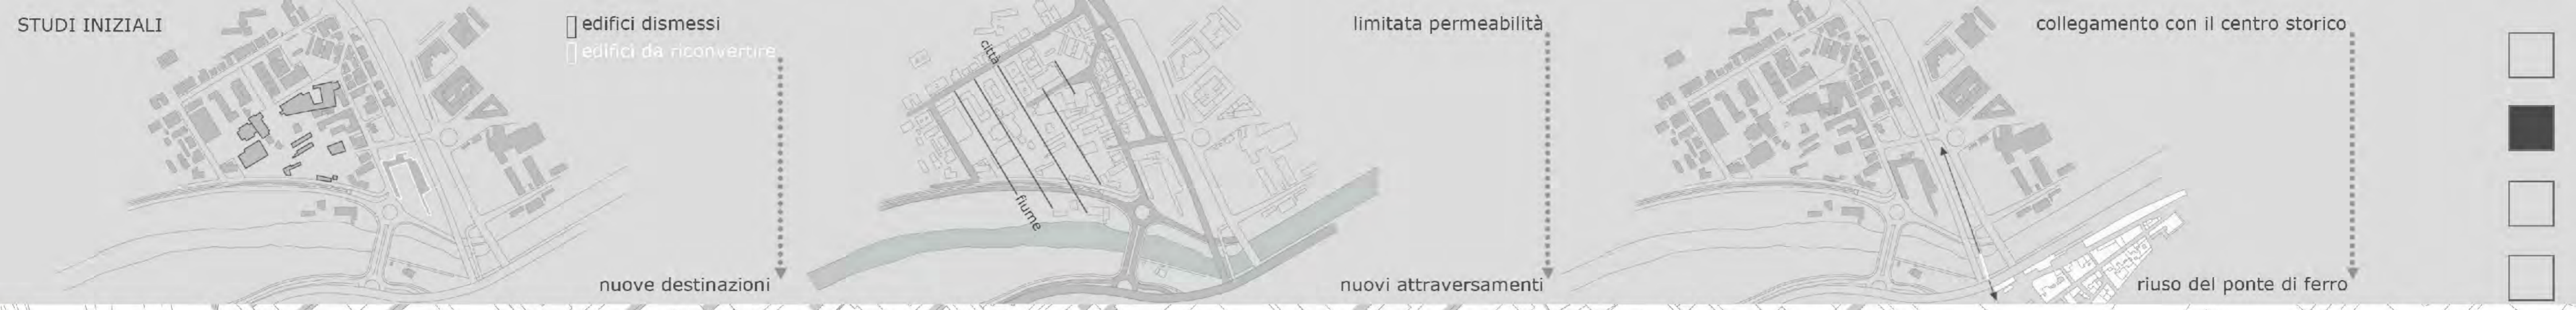 STUDI INIZIALI
edifici dismessi
edifici da riconvertire
nuove destinazioni
città
fiume
limitata permeabilità
nuovi attraversamenti
collegamento con il centro storico
riuso del ponte di ferro